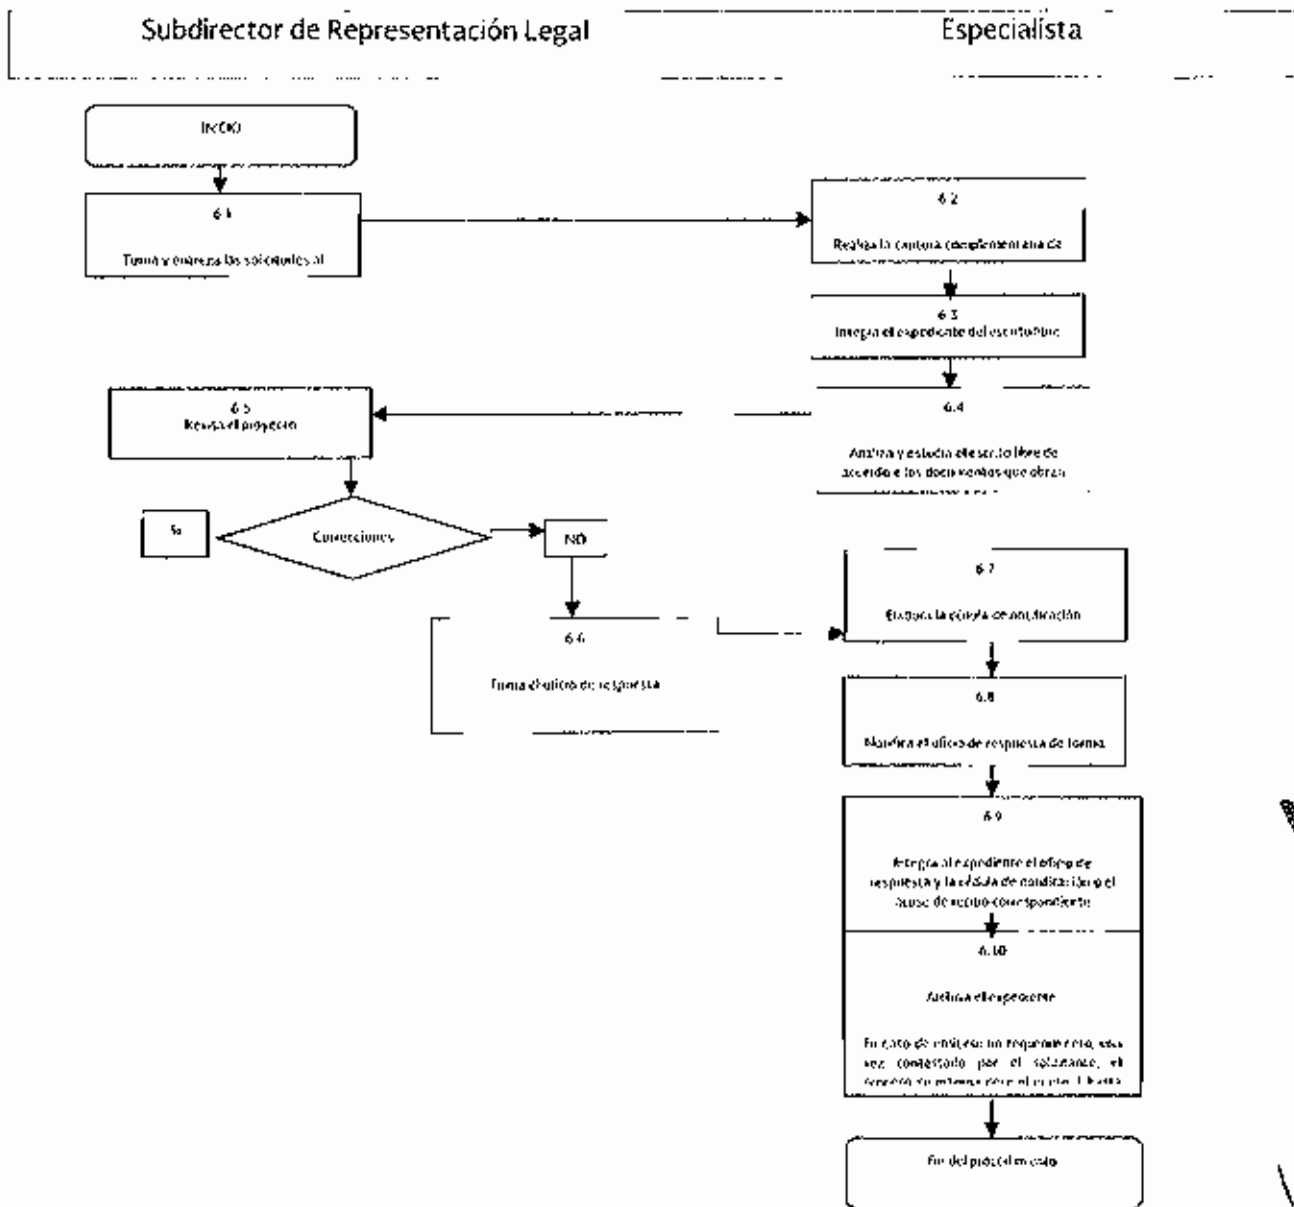 Subdirector de Representación Legal
Especialista
INICIO
6.1
Turna y entrega las solicitudes al
6.2
Realiza la captura complementaria de
6.3
Integra el expediente del escrito libre
6.4
Analiza y estudia el escrito libre de
acuerdo a los documentos que obran
6.5
Revisa el proyecto
Correcciones
Si
NO
6.6
Firma el oficio de respuesta
6.7
Elabora la cédula de notificación
6.8
Notifica el oficio de respuesta de forma
6.9
Integra al expediente el oficio de
respuesta y la cédula de notificación o el
acuse de recibo correspondiente
6.10
Archiva el expediente
En caso de un requerimiento, una
vez contestado por el solicitante, el
Fin del procedimiento